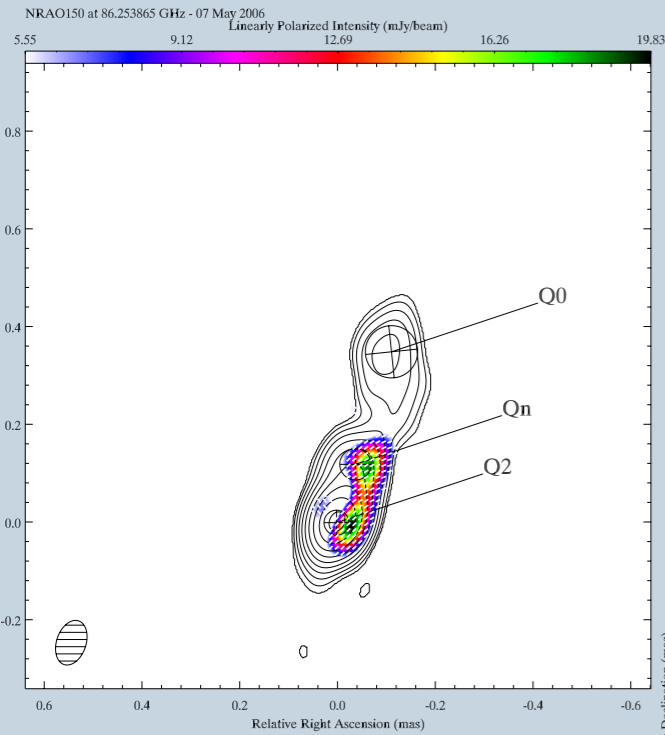 NRAO150 at 86.253865 GHz - 07 May 2006
Linearly Polarized Intensity (mJy/beam)
5.55 9.12 12.69 16.26 19.83
0.8
0.6
Q0
0.4
Qn
0.2
Q2
0.0
-0.2
0.6 0.4 0.2 0.0 -0.2 -0.4 -0.6
Relative Right Ascension (mas)